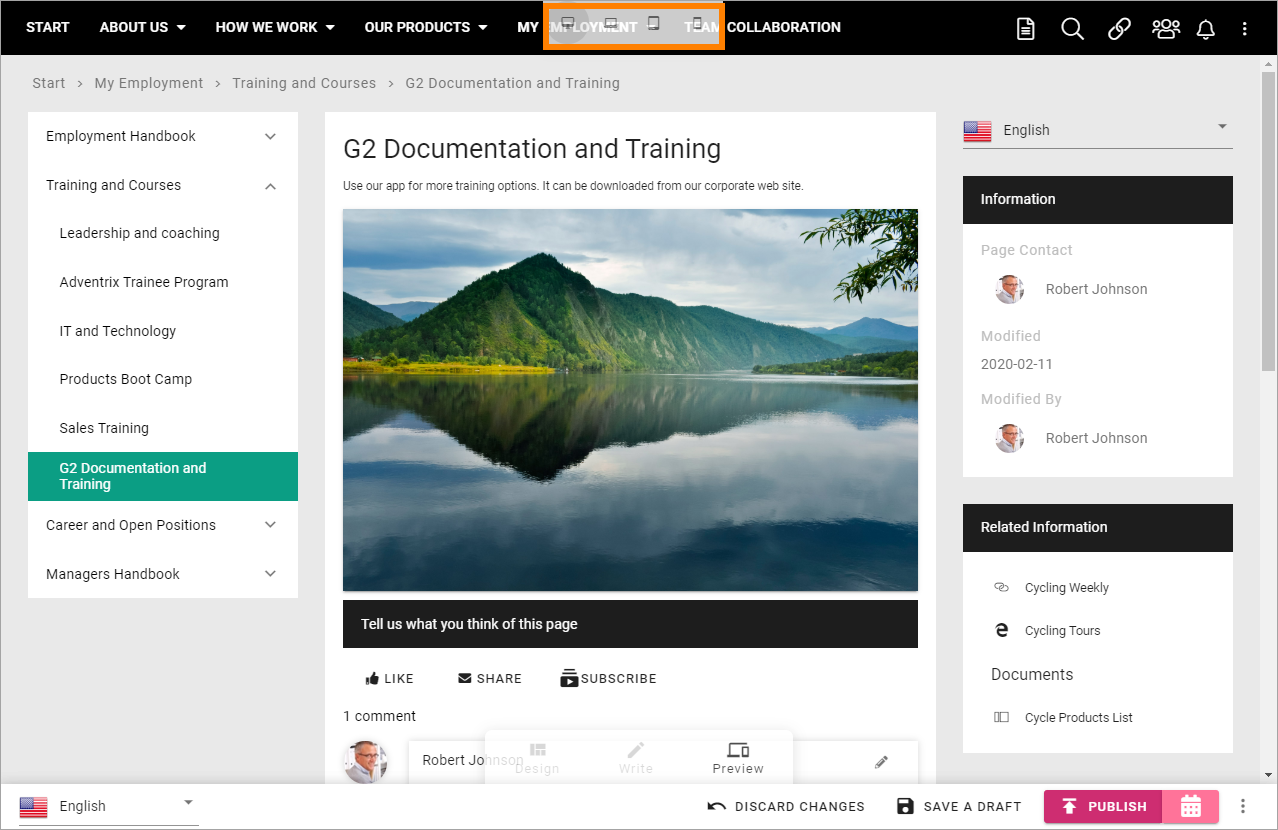 START ABOUT US HOW WE WORK OUR PRODUCTS MY EMPLOYMENT TEAM COLLABORATION
Start > My Employment > Training and Courses > G2 Documentation and Training
Employment Handbook
Training and Courses
Leadership and coaching
Adventrix Trainee Program
IT and Technology
Products Boot Camp
Sales Training
G2 Documentation and
Training
Career and Open Positions
Managers Handbook
G2 Documentation and Training
Use our app for more training options. It can be downloaded from our corporate web site.
Tell us what you think of this page
LIKE SHARE SUBSCRIBE
1 comment
Robert Johnson
English
Information
Page Contact
Robert Johnson
Modified
2020-02-11
Modified By
Robert Johnson
Related Information
Cycling Weekly
Cycling Tours
Documents
Cycle Products List
Design Write Preview
English DISCARD CHANGES SAVE A DRAFT PUBLISH